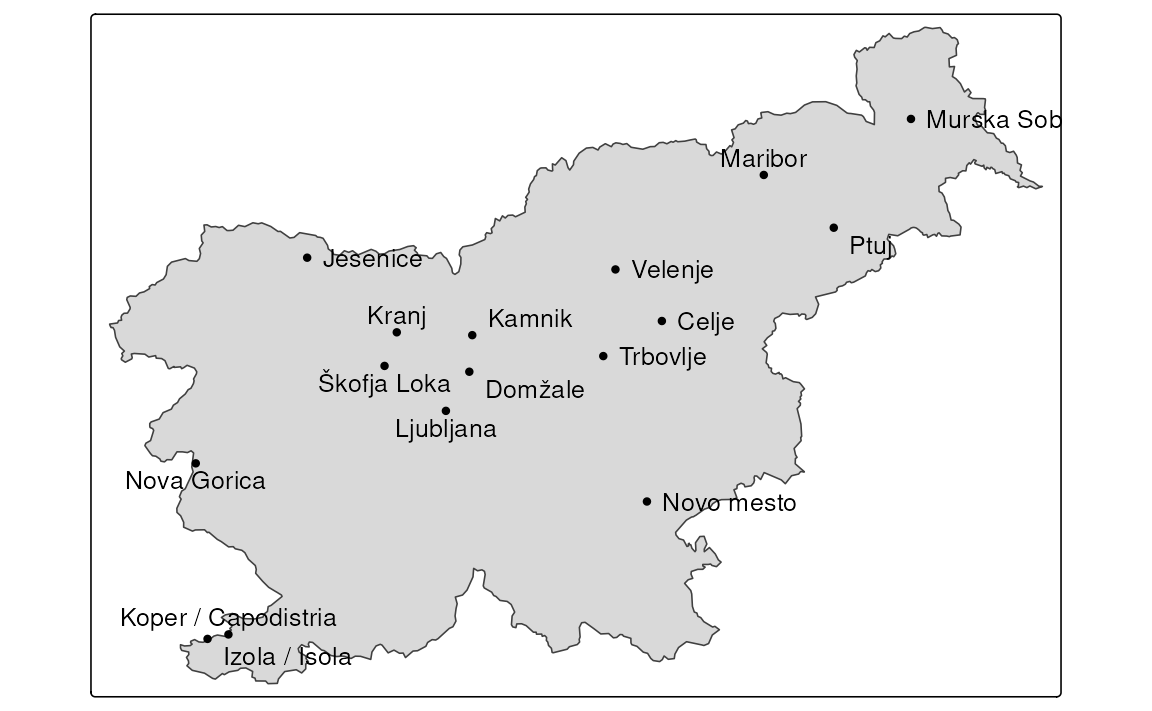 Murska Sob
Maribor
Ptuj
Jesenice
Velenje
Kranj
Kamnik
Celje
Trbovlje
Škofja Loka
Domžale
Ljubljana
Nova Gorica
Novo mesto
Koper / Capodistria
Izola / Isola